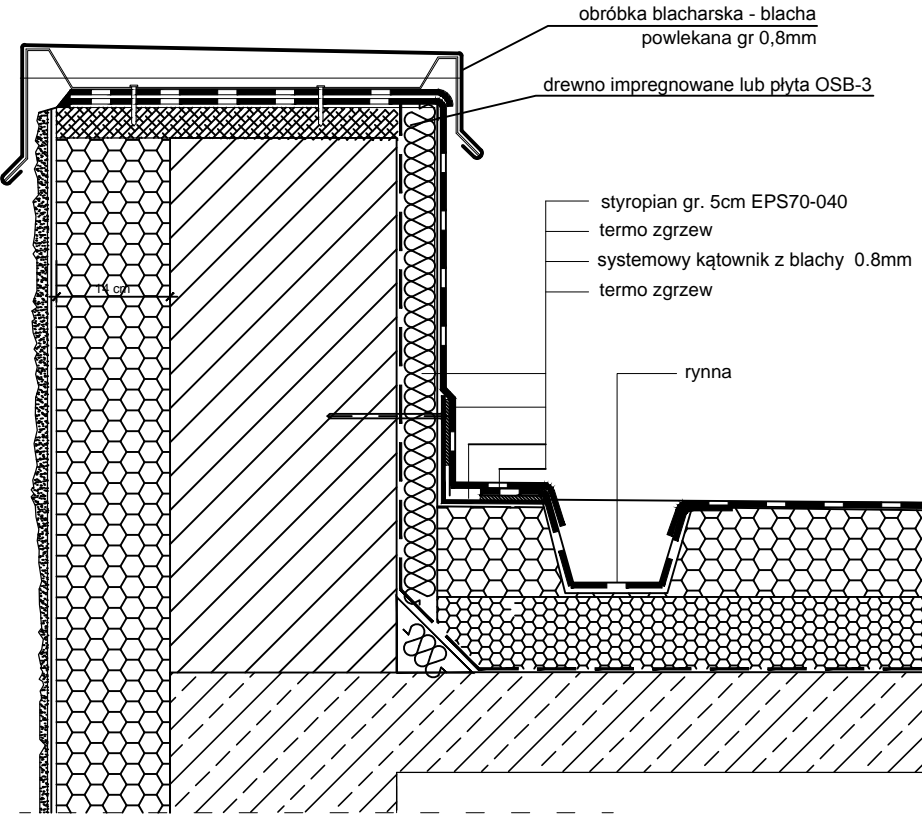 obróbka blacharska - blacha
powlekana gr 0,8mm
drewno impregnowane lub płyta OSB-3
styropian gr. 5cm EPS70-040
termo zgrzew
systemowy kątownik z blachy 0.8mm
termo zgrzew
14 cm
rynna